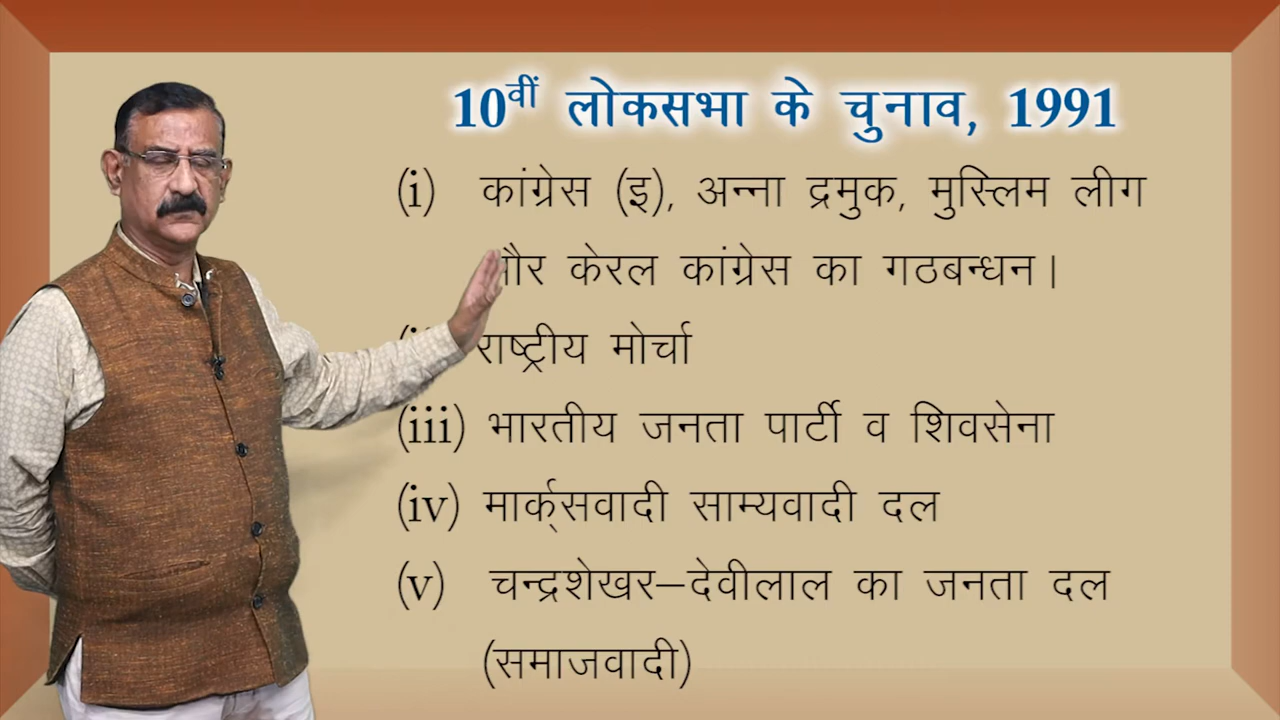 10वीं लोकसभा के चुनाव, 1991
(i) कांग्रेस (इ), अन्ना द्रमुक, मुस्लिम लीग
और केरल कांग्रेस का गठबन्धन।
राष्ट्रीय मोर्चा
(iii) भारतीय जनता पार्टी व शिवसेना
(iv) मार्क्सवादी साम्यवादी दल
(v) चन्द्रशेखर–देवीलाल का जनता दल
(समाजवादी)